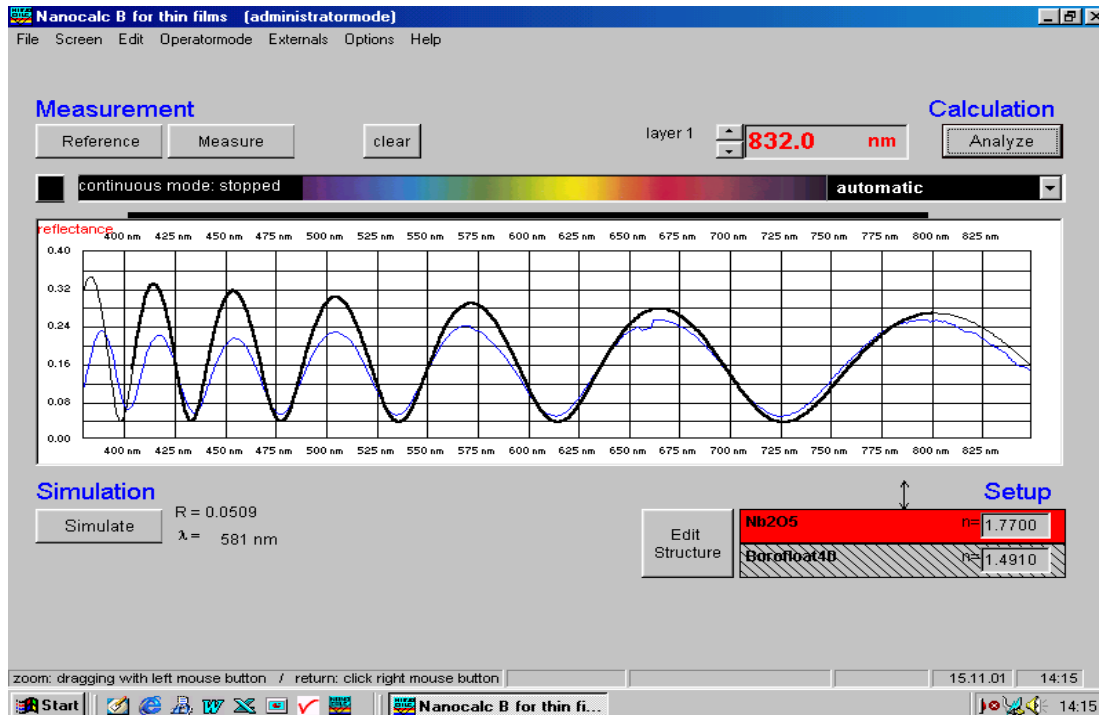 Nanocalc B for thin films (administratormode)
File Screen Edit Operatormode Externals Options Help
Measurement
Calculation
Reference Measure clear
layer 1 832.0 nm Analyze
continuous mode: stopped automatic
reflectance
400 nm 425 nm 450 nm 475 nm 500 nm 525 nm 550 nm 575 nm 600 nm 625 nm 650 nm 675 nm 700 nm 725 nm 750 nm 775 nm 800 nm 825 nm
0.40
0.32
0.24
0.16
0.08
0.00
400 nm 425 nm 450 nm 475 nm 500 nm 525 nm 550 nm 575 nm 600 nm 625 nm 650 nm 675 nm 700 nm 725 nm 750 nm 775 nm 800 nm 825 nm
Simulation
Setup
Simulate
R = 0.0509
λ = 581 nm
Edit
Structure
Nb2O5 n= 1.7700
n= 1.4910
zoom: dragging with left mouse button / return: click right mouse button
15.11.01 14:15
Start Nanocalc B for thin fi... 14:15